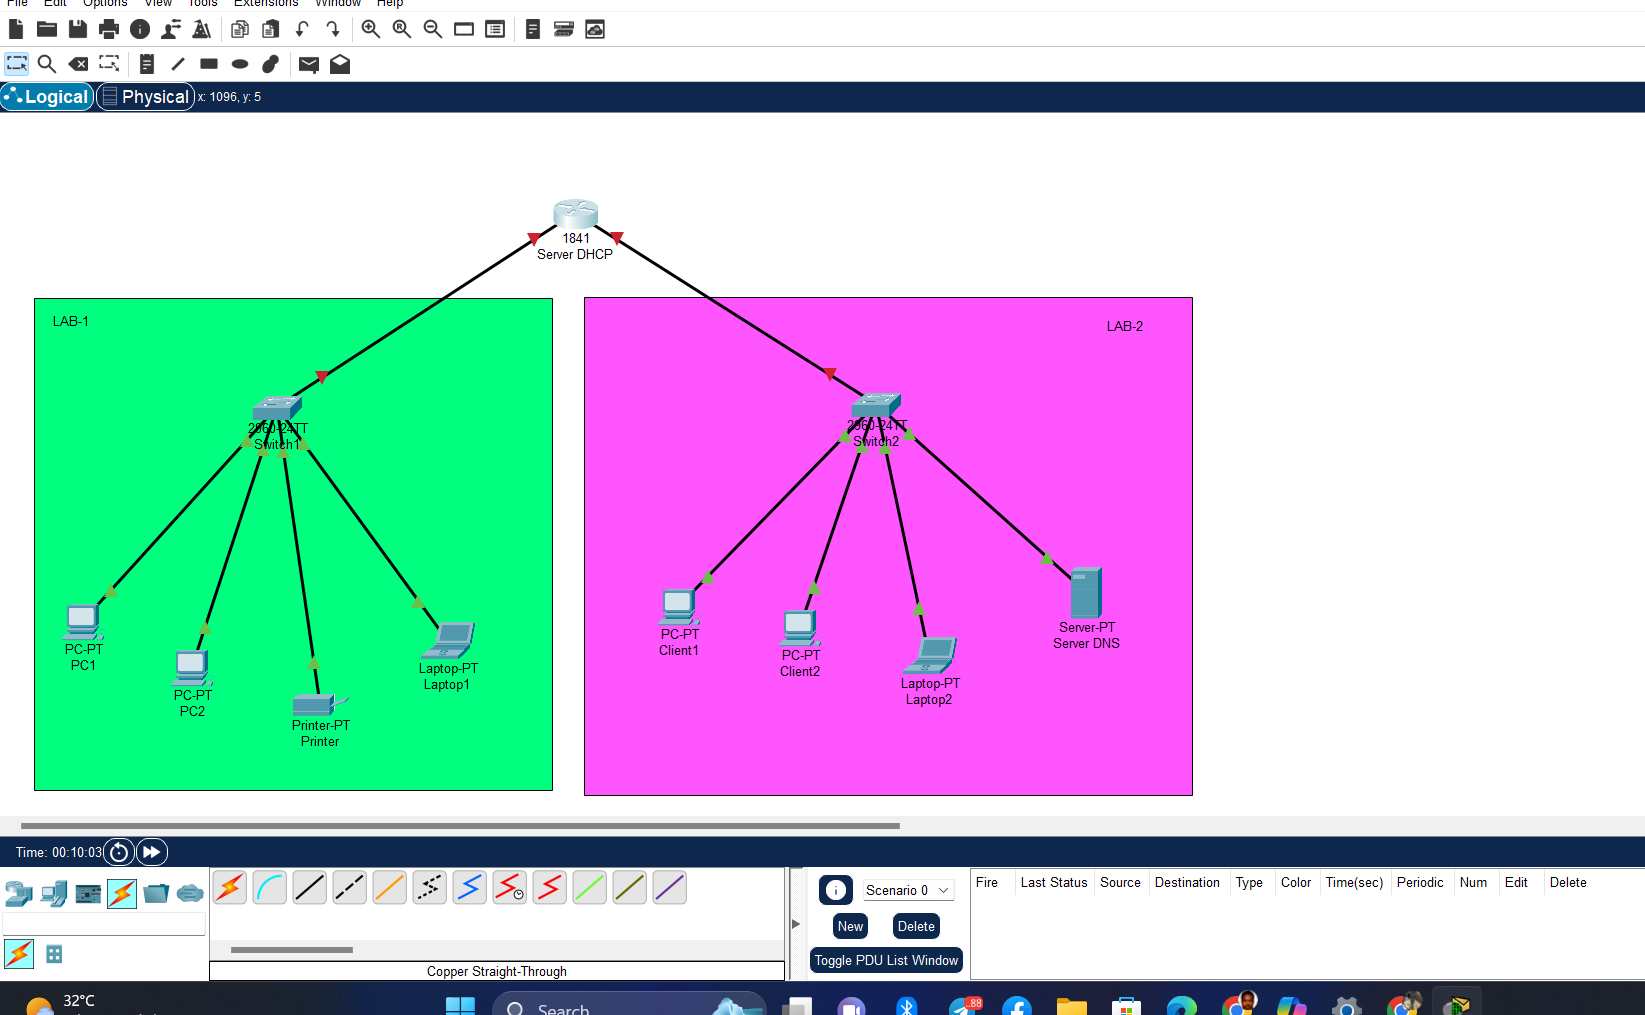 File Edit Options View Tools Extensions Window Help
Logical Physical x: 1096, y: 5
1841
Server DHCP
LAB-1
LAB-2
2960-24TT
Switch1
2960-24TT
Switch2
PC-PT
PC1
PC-PT
PC2
Printer-PT
Printer
Laptop-PT
Laptop1
PC-PT
Client1
PC-PT
Client2
Laptop-PT
Laptop2
Server-PT
Server DNS
Time: 00:10:03
Scenario 0
New Delete
Toggle PDU List Window
Fire Last Status Source Destination Type Color Time(sec) Periodic Num Edit Delete
Copper Straight-Through
32°C
Search
.88